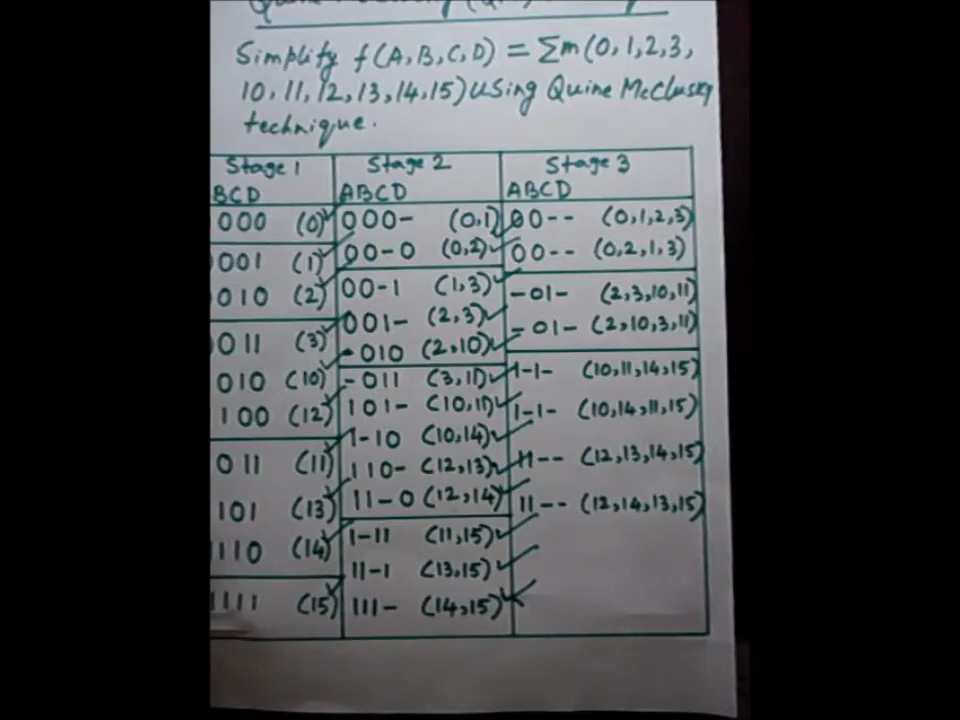 Simplify f(A,B,C,D) = Σm(0,1,2,3,
10,11,12,13,14,15) using Quine McClusky
technique.
Stage 1 Stage 2 Stage 3
BCD ABCD ABCD
000 (0)✓ 000- (0,1)✓ 00-- (0,1,2,3)
001 (1)✓ 00-0 (0,2)✓ 00-- (0,2,1,3)
010 (2)✓ 00-1 (1,3)✓ -01- (2,3,10,11)
011 (3)✓ 001- (2,3)✓ -01- (2,10,3,11)
010 (10)✓ -010 (2,10)✓ 1-1- (10,11,14,15)
100 (12)✓ -011 (3,11)✓ 1-1- (10,14,11,15)
011 (11)✓ 101- (10,11)✓ 11-- (12,13,14,15)
101 (13)✓ 1-10 (10,14)✓ 11-- (12,14,13,15)
1110 (14)✓ 110- (12,13)✓
1111 (15)✓ 11-0 (12,14)✓
1-11 (11,15)✓
11-1 (13,15)✓
111- (14,15)✓